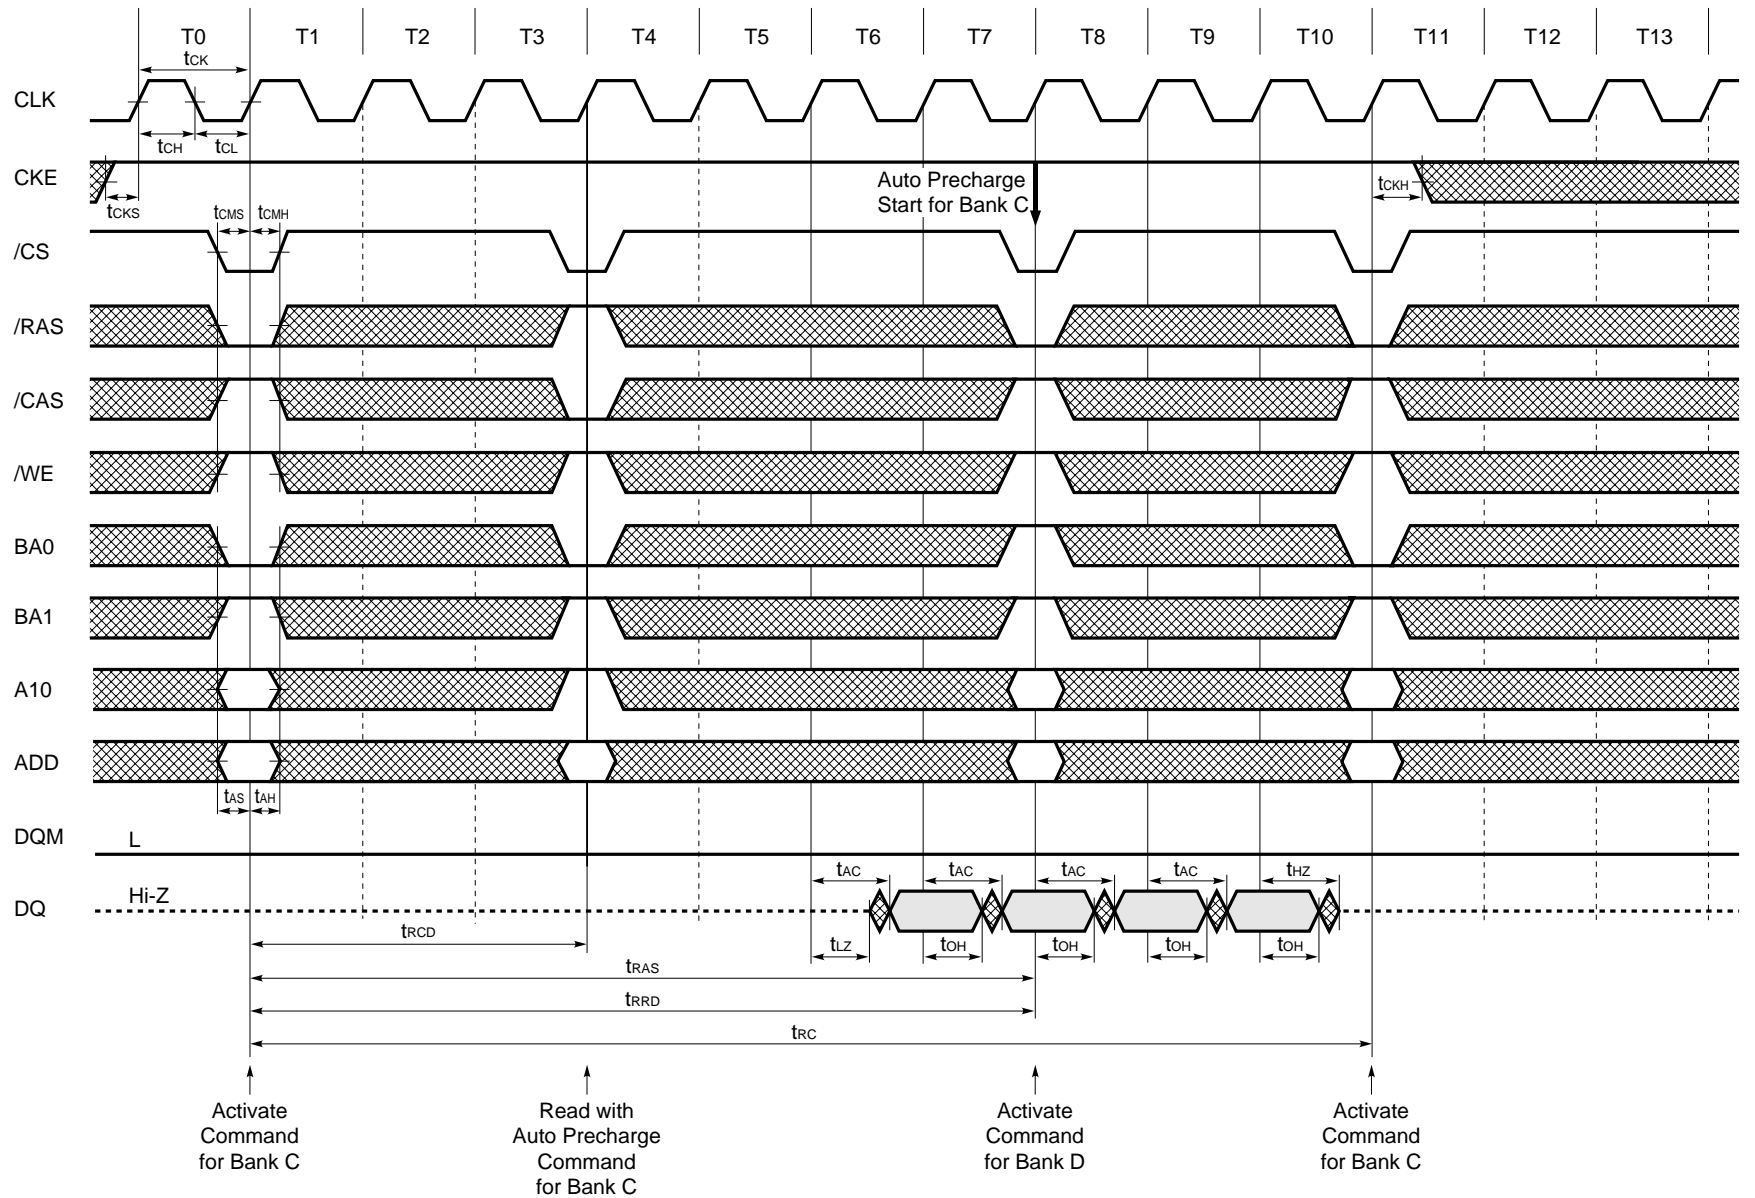 T0 T1 T2 T3 T4 T5 T6 T7 T8 T9 T10 T11 T12 T13
tCK
CLK
tCH tCL
CKE
Auto Precharge
Start for Bank C
tCKH
tCKS tCMS tCMH
/CS
/RAS
/CAS
/WE
BA0
BA1
A10
ADD
tAS tAH
DQM L
tAC tAC tAC tAC tHZ
DQ Hi-Z
tRCD tLZ tOH tOH tOH tOH
tRAS
tRRD
tRC
Activate
Command
for Bank C
Read with
Auto Precharge
Command
for Bank C
Activate
Command
for Bank D
Activate
Command
for Bank C